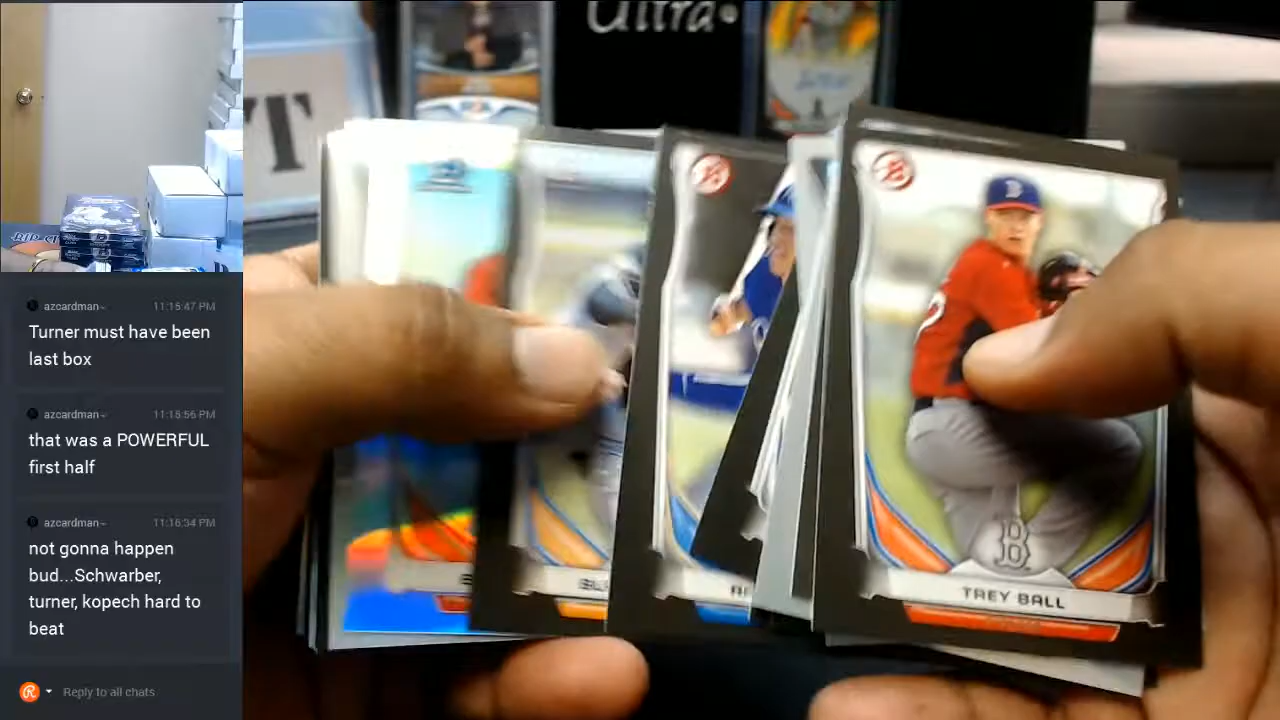 Ultra
T
azcardman
11:15:47 PM
Turner must have been
last box
azcardman
11:15:56 PM
that was a POWERFUL
first half
azcardman
11:16:34 PM
not gonna happen
bud...Schwarber,
turner, kopech hard to
beat
Reply to all chats
B
B
TREY BALL